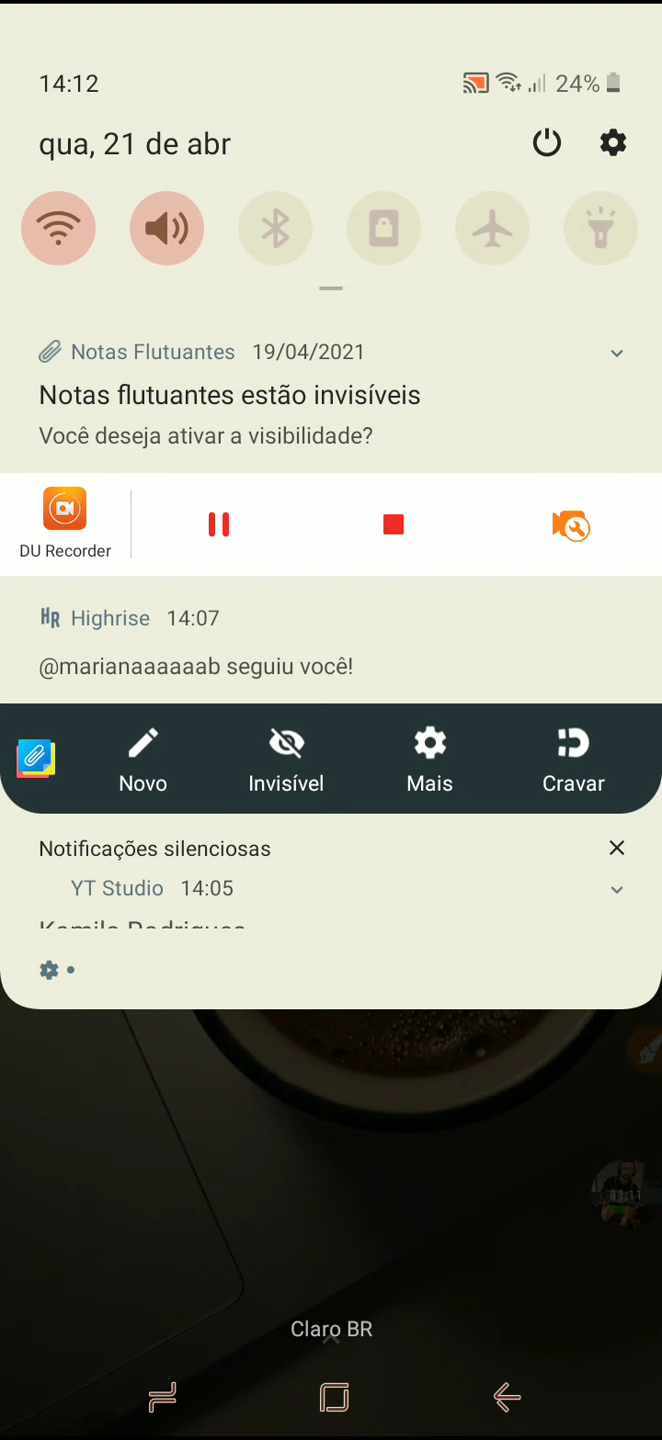 14:12 24%
qua, 21 de abr
Notas Flutuantes 19/04/2021
Notas flutuantes estão invisíveis
Você deseja ativar a visibilidade?
DU Recorder
HR Highrise 14:07
@marianaaaaaab seguiu você!
Novo Invisível Mais Cravar
Notificações silenciosas
YT Studio 14:05
Claro BR